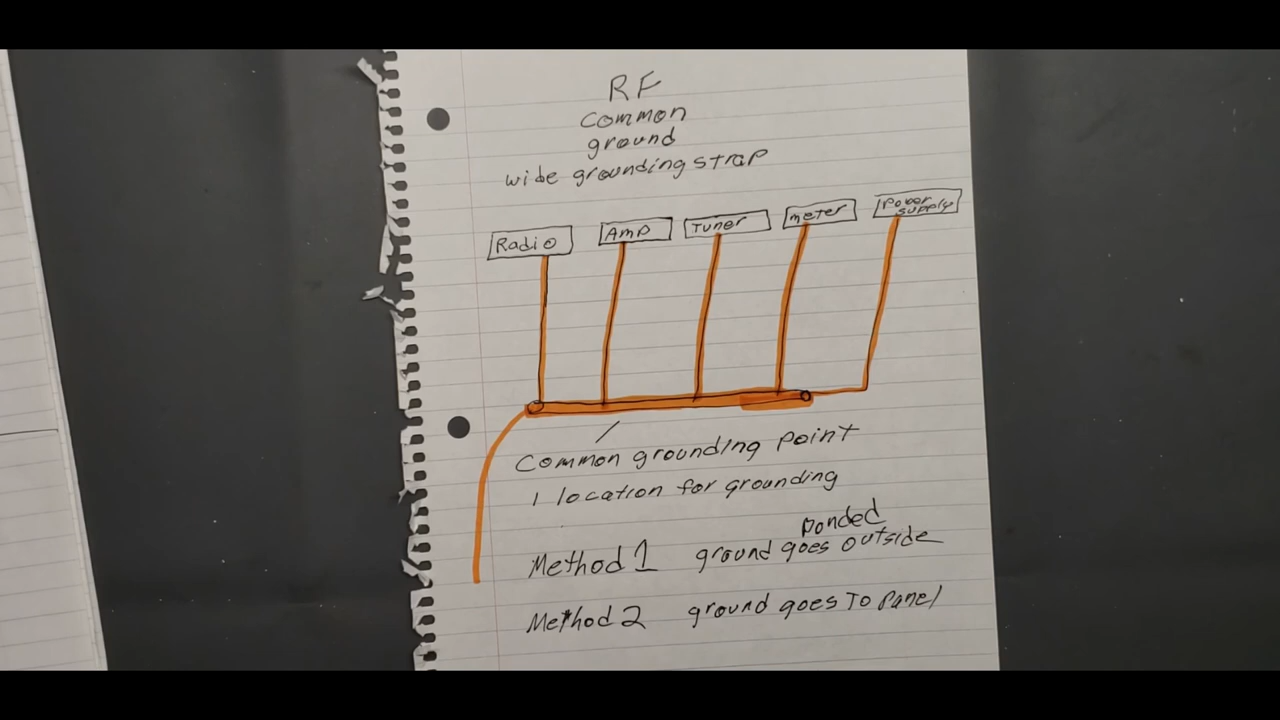 RF
common
ground
wide grounding strap
Radio
Amp
Tuner
meter
Power
supply
Common grounding point
1 location for grounding
bonded
Method 1 ground goes outside
Method 2 ground goes To panel